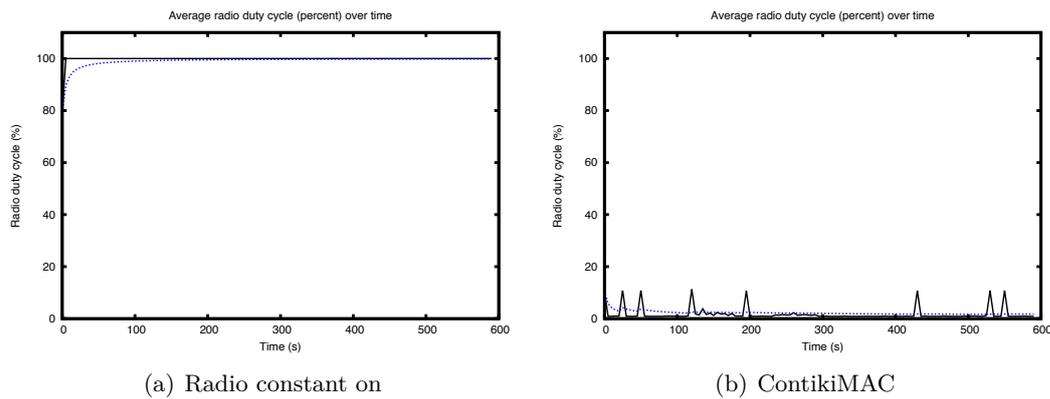 Average radio duty cycle (percent) over time
Radio duty cycle (%)
100
80
60
40
20
0
0 100 200 300 400 500 600
Time (s)
(a) Radio constant on
Average radio duty cycle (percent) over time
Radio duty cycle (%)
100
80
60
40
20
0
0 100 200 300 400 500 600
Time (s)
(b) ContikiMAC